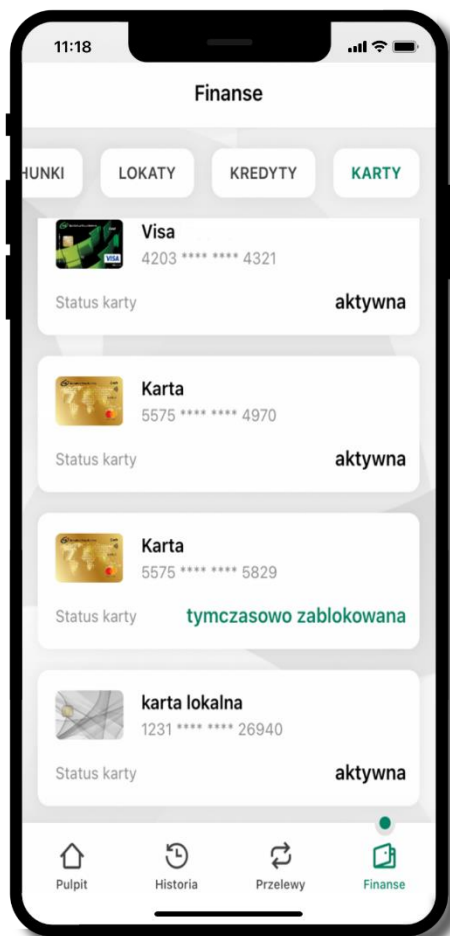 11:18
Finanse
HUNKI LOKATY KREDYTY KARTY
Visa
4203 **** **** 4321
VISA
Status karty aktywna
Karta
5575 **** **** 4970
Status karty aktywna
Karta
5575 **** **** 5829
Status karty tymczasowo zablokowana
karta lokalna
1231 **** **** 26940
Status karty aktywna
Pulpit Historia Przelewy Finanse